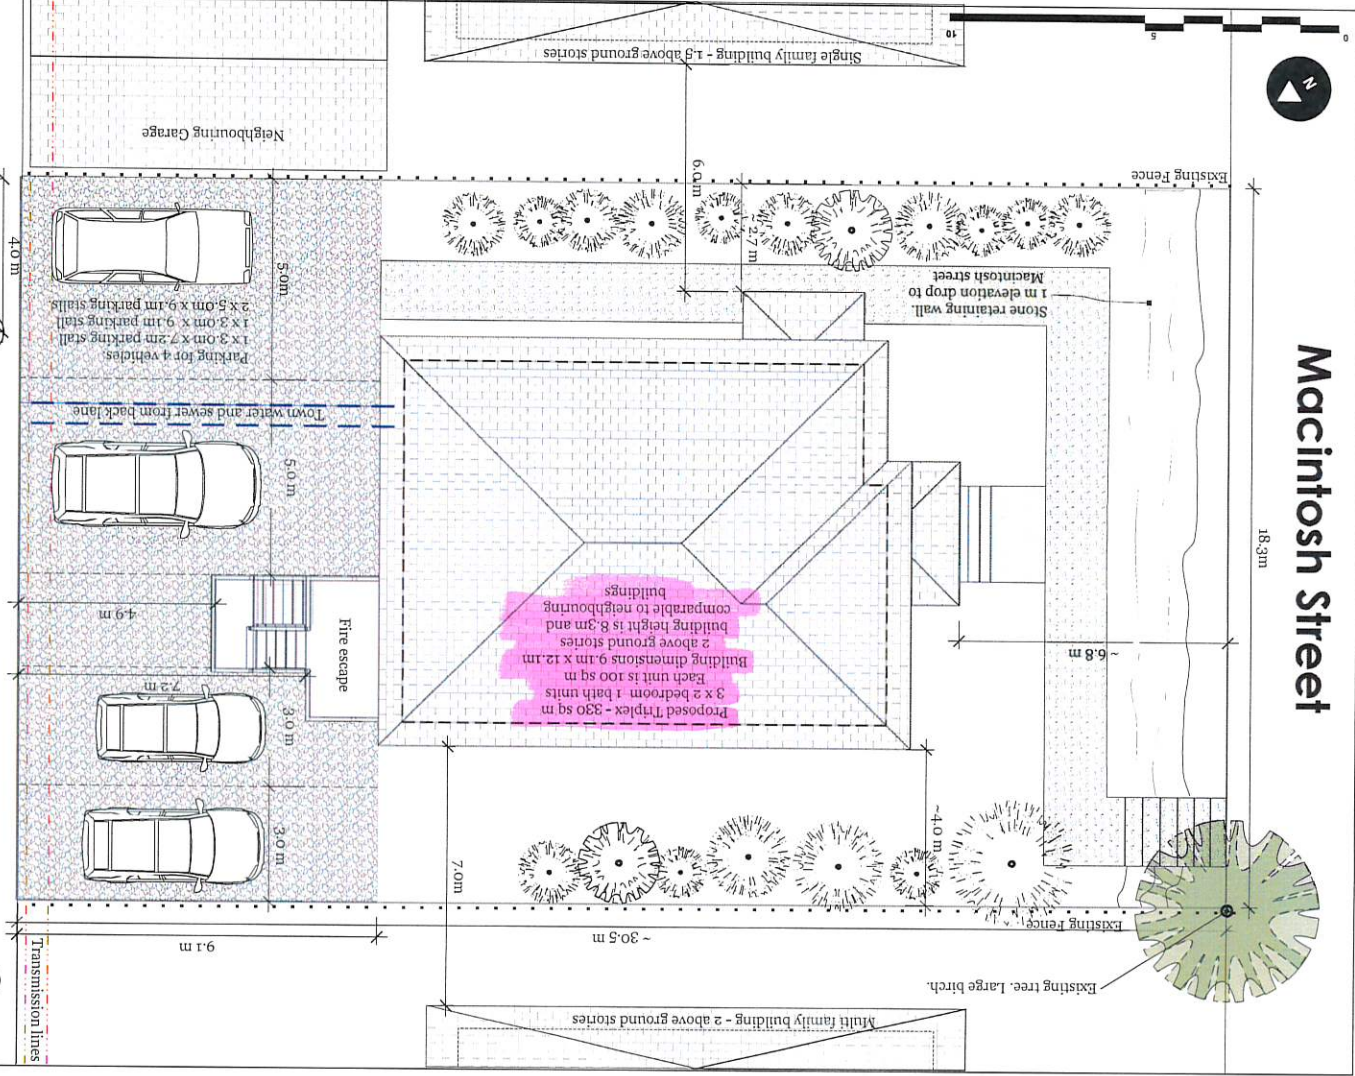 Macintosh Street
N
0
5
10
Single family building - 1.5 above ground stories
Neighbouring Garage
Existing Fence
6.0m
~2.7m
18.3m
Stone retaining wall.
1 m elevation drop to
Macintosh street
4.0m
5.0m
Parking for 4 vehicles:
1x 3.0m x 7.2m parking stall
1x 3.0m x 9.1m parking stall
2 x 5.0m x 9.1m parking stalls
Town water and sewer from back lane
5.0 m
4.9 m
Fire escape
7.2 m
3.0 m
3.0 m
Proposed Triplex - 330 sq m
3 x 2 bedroom 1 bath units
Each unit is 100 sq m
Building dimensions 9.1m x 12.1m
2 above ground stories
building height is 8.3m and
comparable to neighbouring
buildings
~6.8 m
~4.0 m
7.0m
Existing Fence
~ 30.5 m
9.1 m
Transmission lines
Existing tree. Large birch.
Multi family building - 2 above ground stories